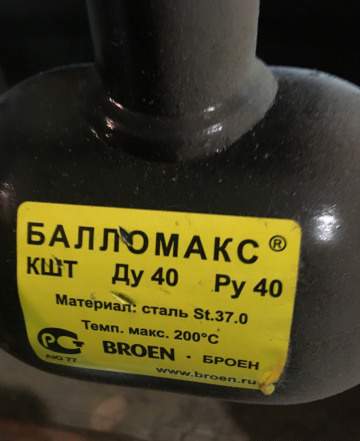 БАЛЛОМАКС®
КШТ Ду 40 Ру 40
Материал: сталь St.37.0
Темп. макс. 200°C
BROEN · БРОЕН
www.broen.ru